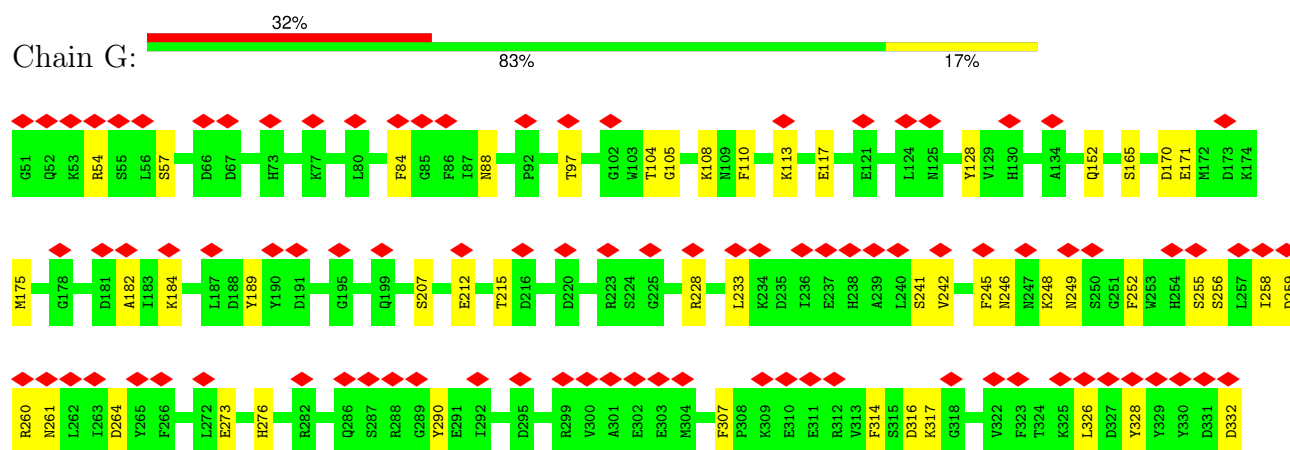 32%
Chain G:
83% 17%
G51 Q52 K53 R54 S55 L56 S57 D66 D67 H73 K77 L80 F84 G85 F86 I87 N88 P92 T97 G102 W103 T104 G105 K108 N109 F110 K113 E117 E121 L124 N125 Y128 V129 H130 A134 Q152 S165 D170 E171 M172 D173 K174
M175 G178 D181 A182 I183 K184 L187 D188 Y189 Y190 D191 G195 Q199 S207 E212 T215 D216 D220 R223 S224 G225 R228 L233 K234 D235 I236 E237 H238 A239 L240 S241 V242 F245 N246 N247 K248 N249 S250 G251 F252 W253 H254 S255 S256 L257 I258 D259
R260 N261 L262 I263 D264 Y265 F266 L272 E273 H276 R282 Q286 S287 R288 G289 Y290 E291 I292 D295 R299 V300 A301 E302 E303 M304 F307 P308 K309 E310 E311 R312 V313 F314 S315 D316 K317 G318 V322 F323 T324 K325 L326 D327 Y328 Y329 Y330 D331 D332